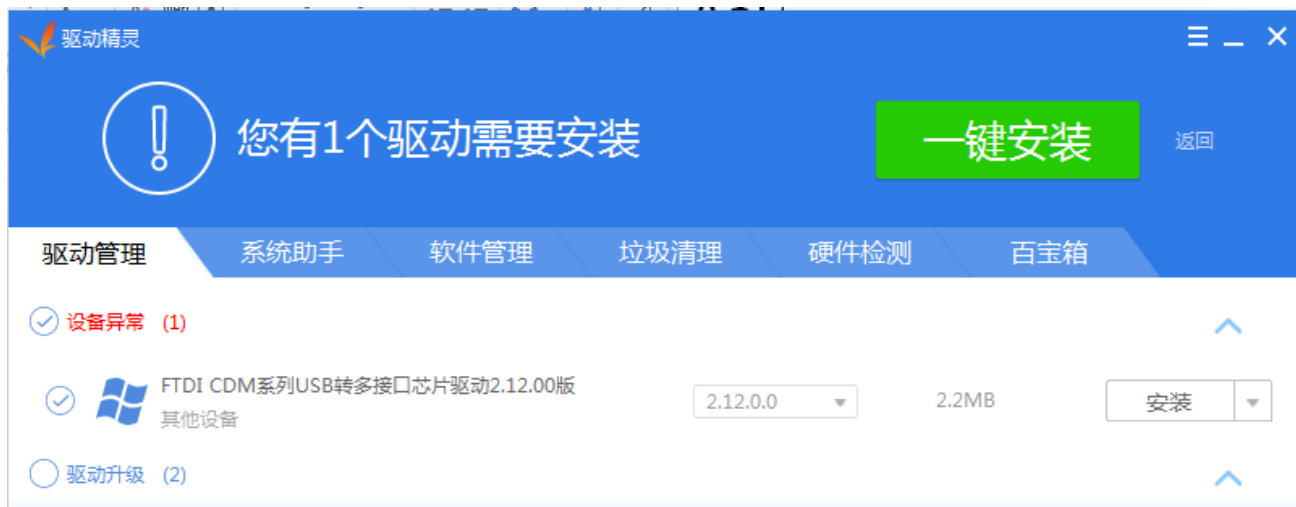 驱动精灵
您有1个驱动需要安装
一键安装
返回
驱动管理 系统助手 软件管理 垃圾清理 硬件检测 百宝箱
设备异常 (1)
FTDI CDM系列USB转多接口芯片驱动2.12.00版
其他设备
2.12.0.0
2.2MB
安装
驱动升级 (2)